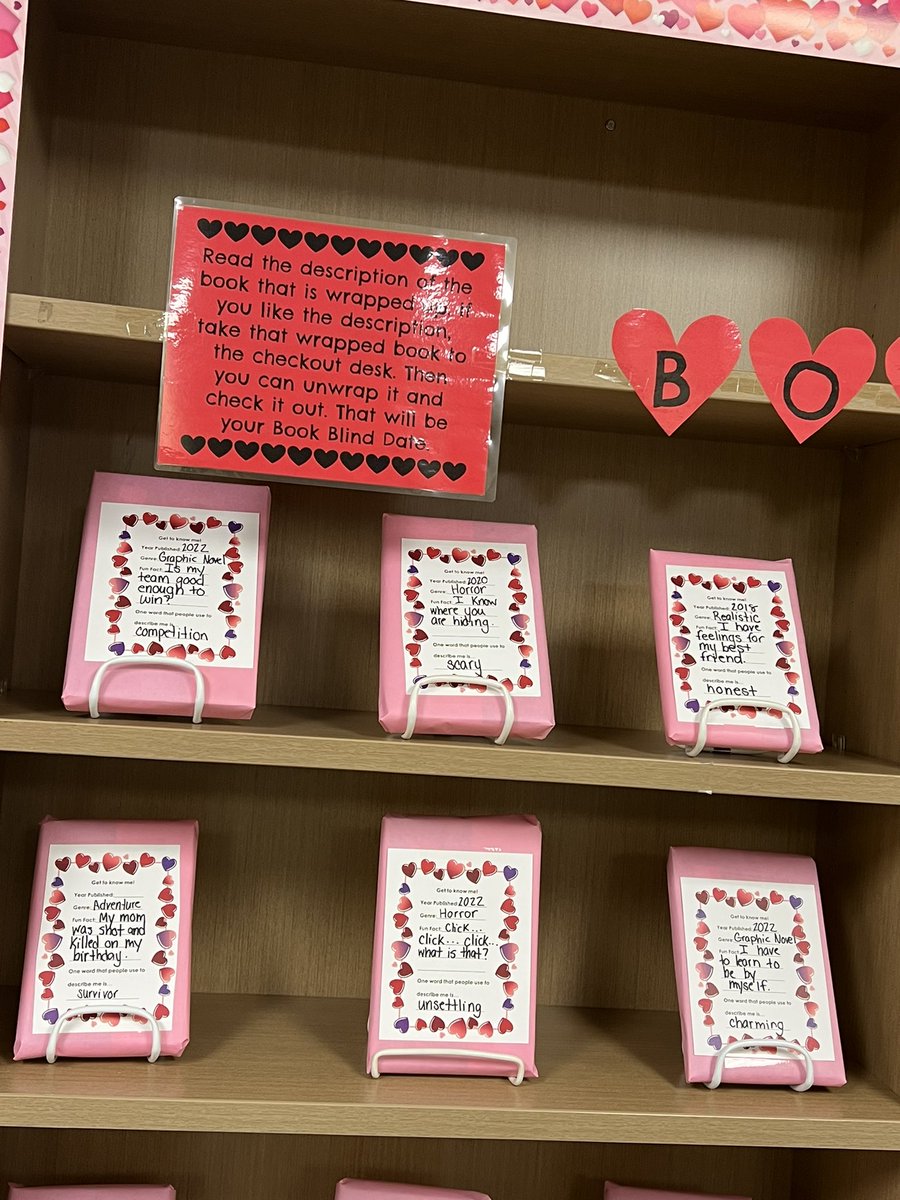 Read the description of the
book that is wrapped up. If
you like the description,
take that wrapped book to
the checkout desk. Then
you can unwrap it and
check it out. That will be
your Book Blind Date.
B
O
Get to know me!
Year Published: 2022
Genre: Graphic Novel
Fun Fact: Is my
team good
enough to
win?
One word that people use to
describe me is...
competition
Get to know me!
Year Published: 2020
Genre: Horror
Fun Fact: I know
where you
are hiding.
One word that people use to
describe me is...
scary
Get to know me!
Year Published: 2018
Genre: Realistic
Fun Fact: I have
feelings for
my best
friend.
One word that people use to
describe me is...
honest
Get to know me!
Year Published:
Genre: Adventure
Fun Fact: My mom
was shot and
killed on my
birthday.
One word that people use to
describe me is...
survivor
Get to know me!
Year Published: 2022
Genre: Horror
Fun Fact: Click...
click... click...
what is that?
One word that people use to
describe me is...
unsettling
Get to know me!
Year Published: 2022
Genre: Graphic Novel
Fun Fact: I have
to learn to
be by
myself.
One word that people use to
describe me is...
charming